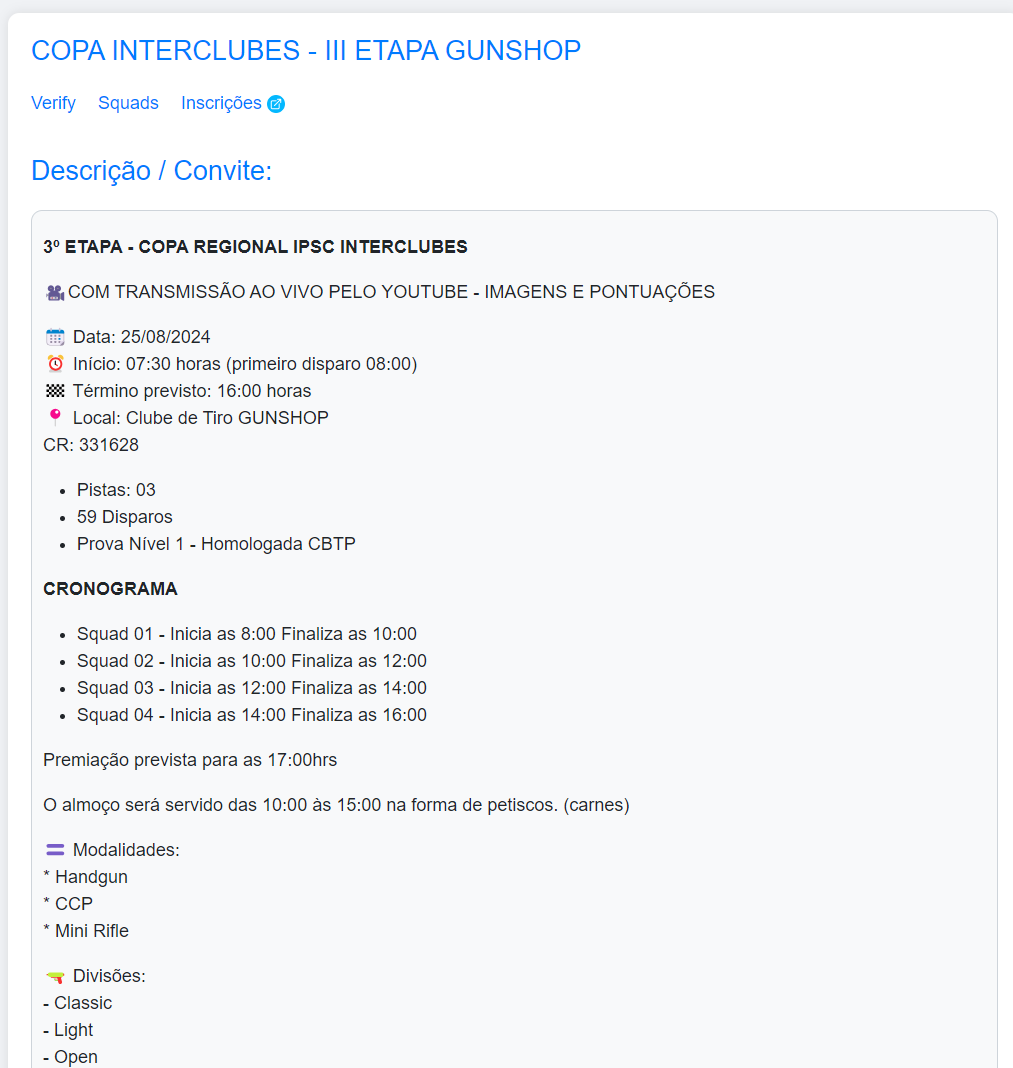 COPA INTERCLUBES - III ETAPA GUNSHOP
Verify Squads Inscrições
Descrição / Convite:
3º ETAPA - COPA REGIONAL IPSC INTERCLUBES
COM TRANSMISSÃO AO VIVO PELO YOUTUBE - IMAGENS E PONTUAÇÕES
Data: 25/08/2024
Início: 07:30 horas (primeiro disparo 08:00)
Término previsto: 16:00 horas
Local: Clube de Tiro GUNSHOP
CR: 331628
• Pistas: 03
• 59 Disparos
• Prova Nível 1 - Homologada CBTP
CRONOGRAMA
• Squad 01 - Inicia as 8:00 Finaliza as 10:00
• Squad 02 - Inicia as 10:00 Finaliza as 12:00
• Squad 03 - Inicia as 12:00 Finaliza as 14:00
• Squad 04 - Inicia as 14:00 Finaliza as 16:00
Premiação prevista para as 17:00hrs
O almoço será servido das 10:00 às 15:00 na forma de petiscos. (carnes)
Modalidades:
* Handgun
* CCP
* Mini Rifle
Divisões:
- Classic
- Light
- Open